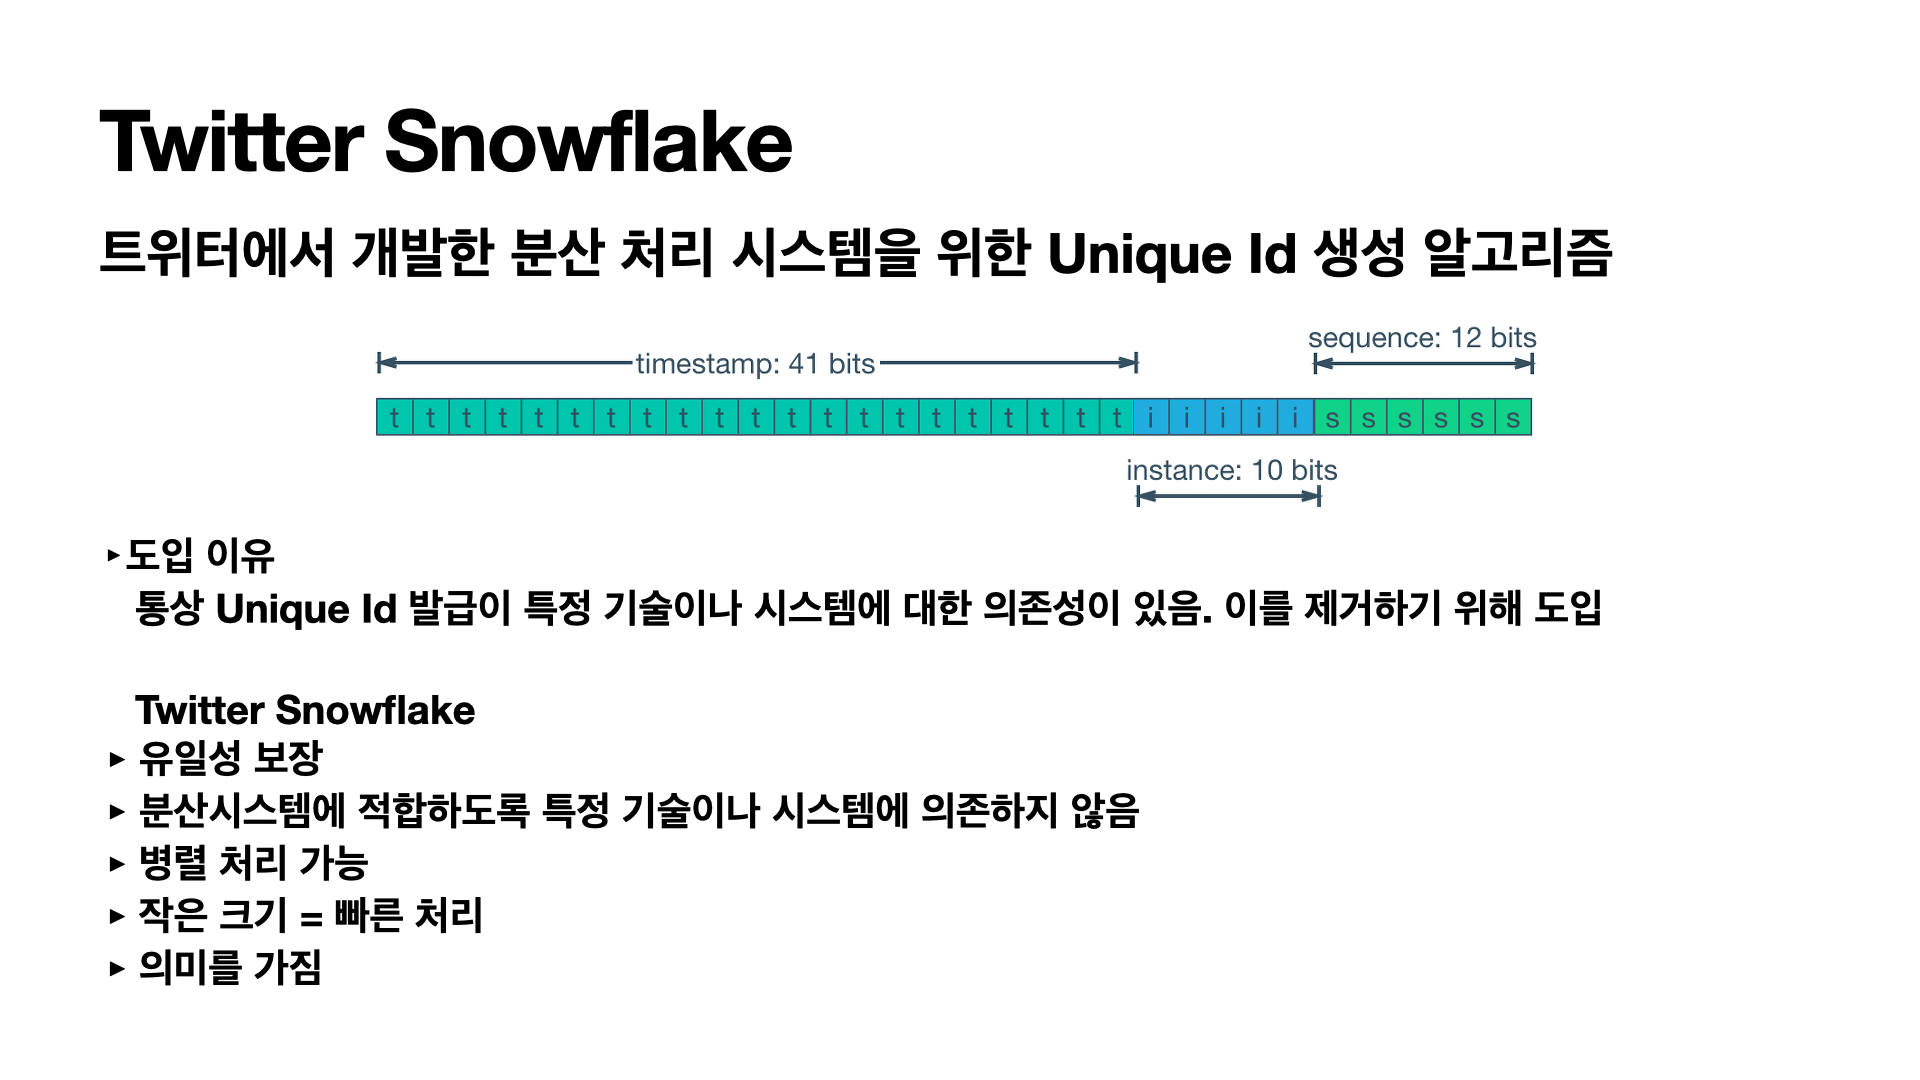 Twitter Snowflake
트위터에서 개발한 분산 처리 시스템을 위한 Unique Id 생성 알고리즘
sequence: 12 bits
timestamp: 41 bits
t t t t t t t t t t t t t t t t t t t t t i i i i i s s s s s s
instance: 10 bits
▸도입 이유
통상 Unique Id 발급이 특정 기술이나 시스템에 대한 의존성이 있음. 이를 제거하기 위해 도입
Twitter Snowflake
▸ 유일성 보장
▸ 분산시스템에 적합하도록 특정 기술이나 시스템에 의존하지 않음
▸ 병렬 처리 가능
▸ 작은 크기 = 빠른 처리
▸ 의미를 가짐